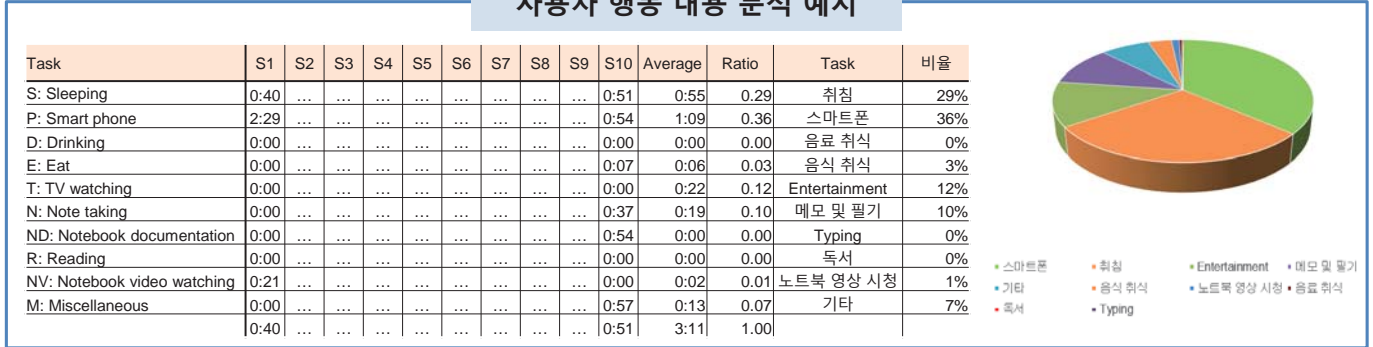 사용자 행동 내용 분석 예시
Task S1 S2 S3 S4 S5 S6 S7 S8 S9 S10 Average Ratio Task 비율
S: Sleeping 0:40 ... ... ... ... ... ... ... ... 0:51 0:55 0.29 취침 29%
P: Smart phone 2:29 ... ... ... ... ... ... ... ... 0:54 1:09 0.36 스마트폰 36%
D: Drinking 0:00 ... ... ... ... ... ... ... ... 0:00 0:00 0.00 음료 취식 0%
E: Eat 0:00 ... ... ... ... ... ... ... ... 0:07 0:06 0.03 음식 취식 3%
T: TV watching 0:00 ... ... ... ... ... ... ... ... 0:00 0:22 0.12 Entertainment 12%
N: Note taking 0:00 ... ... ... ... ... ... ... ... 0:37 0:19 0.10 메모 및 필기 10%
ND: Notebook documentation 0:00 ... ... ... ... ... ... ... ... 0:54 0:00 0.00 Typing 0%
R: Reading 0:00 ... ... ... ... ... ... ... ... 0:00 0:00 0.00 독서 0%
NV: Notebook video watching 0:21 ... ... ... ... ... ... ... ... 0:00 0:02 0.01 노트북 영상 시청 1%
M: Miscellaneous 0:00 ... ... ... ... ... ... ... ... 0:57 0:13 0.07 기타 7%
0:40 ... ... ... ... ... ... ... ... 0:51 3:11 1.00
스마트폰 취침 Entertainment 메모 및 필기
기타 음식 취식 노트북 영상 시청 음료 취식
독서 Typing